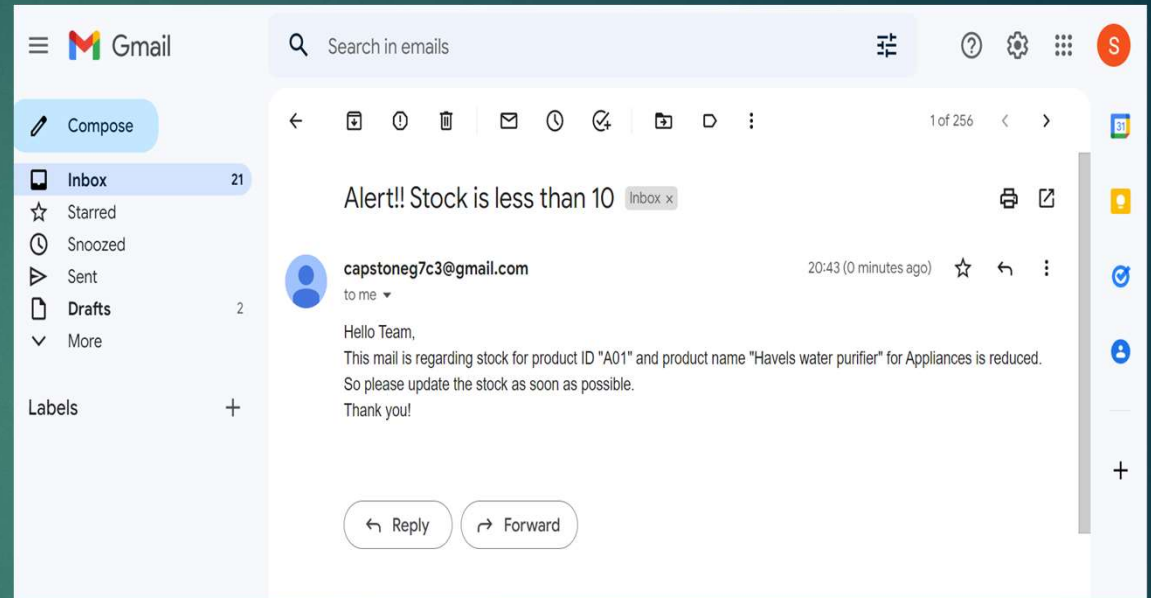 Gmail
Search in emails
S
Compose
1 of 256
31
Inbox 21
Starred
Snoozed
Sent
Drafts 2
More
Labels
Alert!! Stock is less than 10 Inbox x
capstoneg7c3@gmail.com 20:43 (0 minutes ago)
to me
Hello Team,
This mail is regarding stock for product ID "A01" and product name "Havels water purifier" for Appliances is reduced.
So please update the stock as soon as possible.
Thank you!
Reply Forward